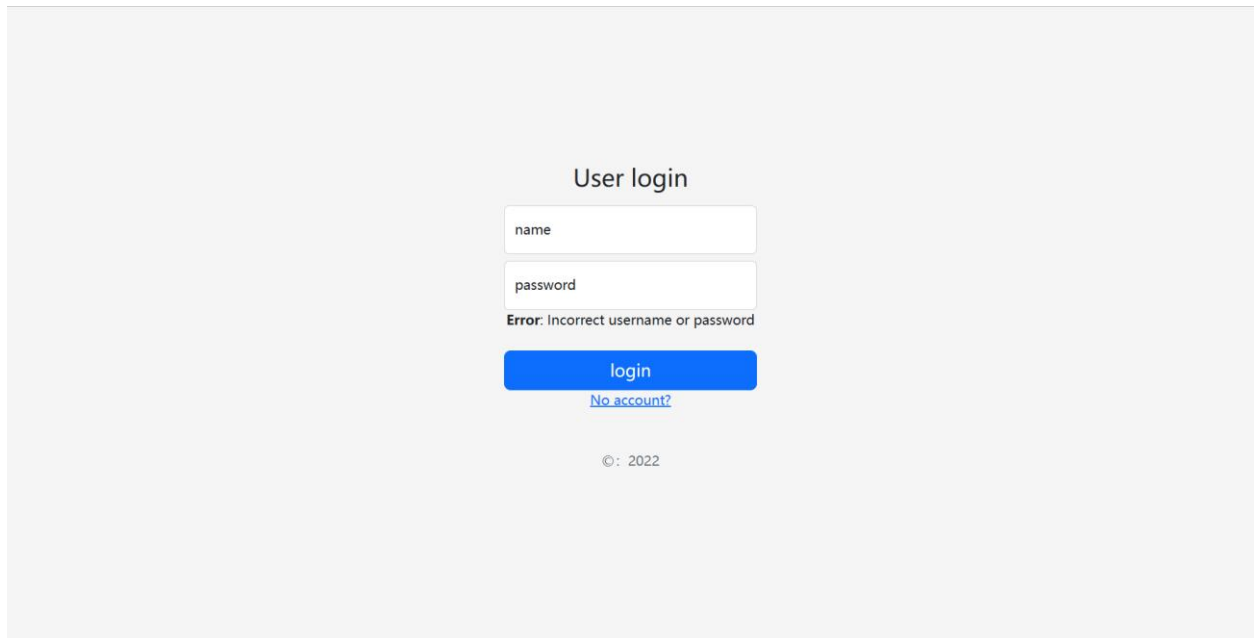 User login
name
password
Error: Incorrect username or password
login
No account?
©：2022